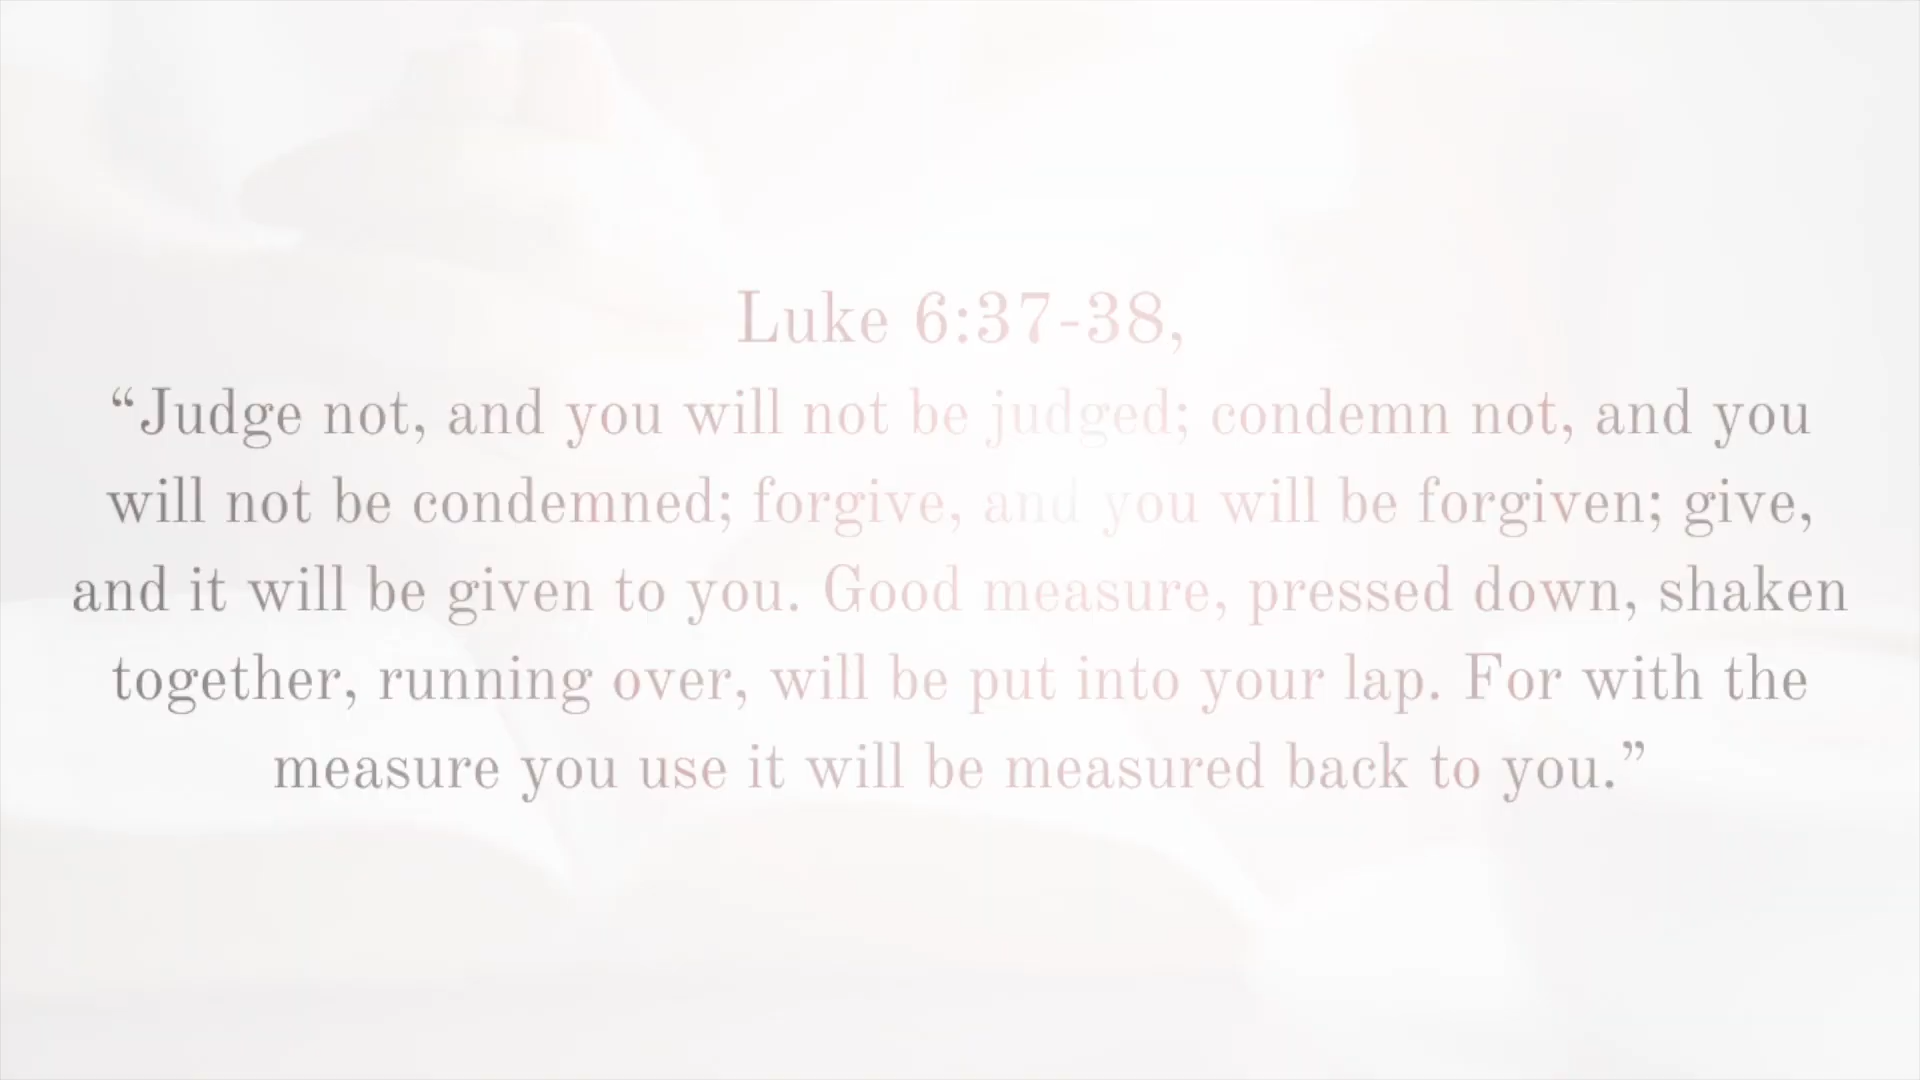 Luke 6:37-38,
“Judge not, and you will not be judged; condemn not, and you
will not be condemned; forgive, and you will be forgiven; give,
and it will be given to you. Good measure, pressed down, shaken
together, running over, will be put into your lap. For with the
measure you use it will be measured back to you.”